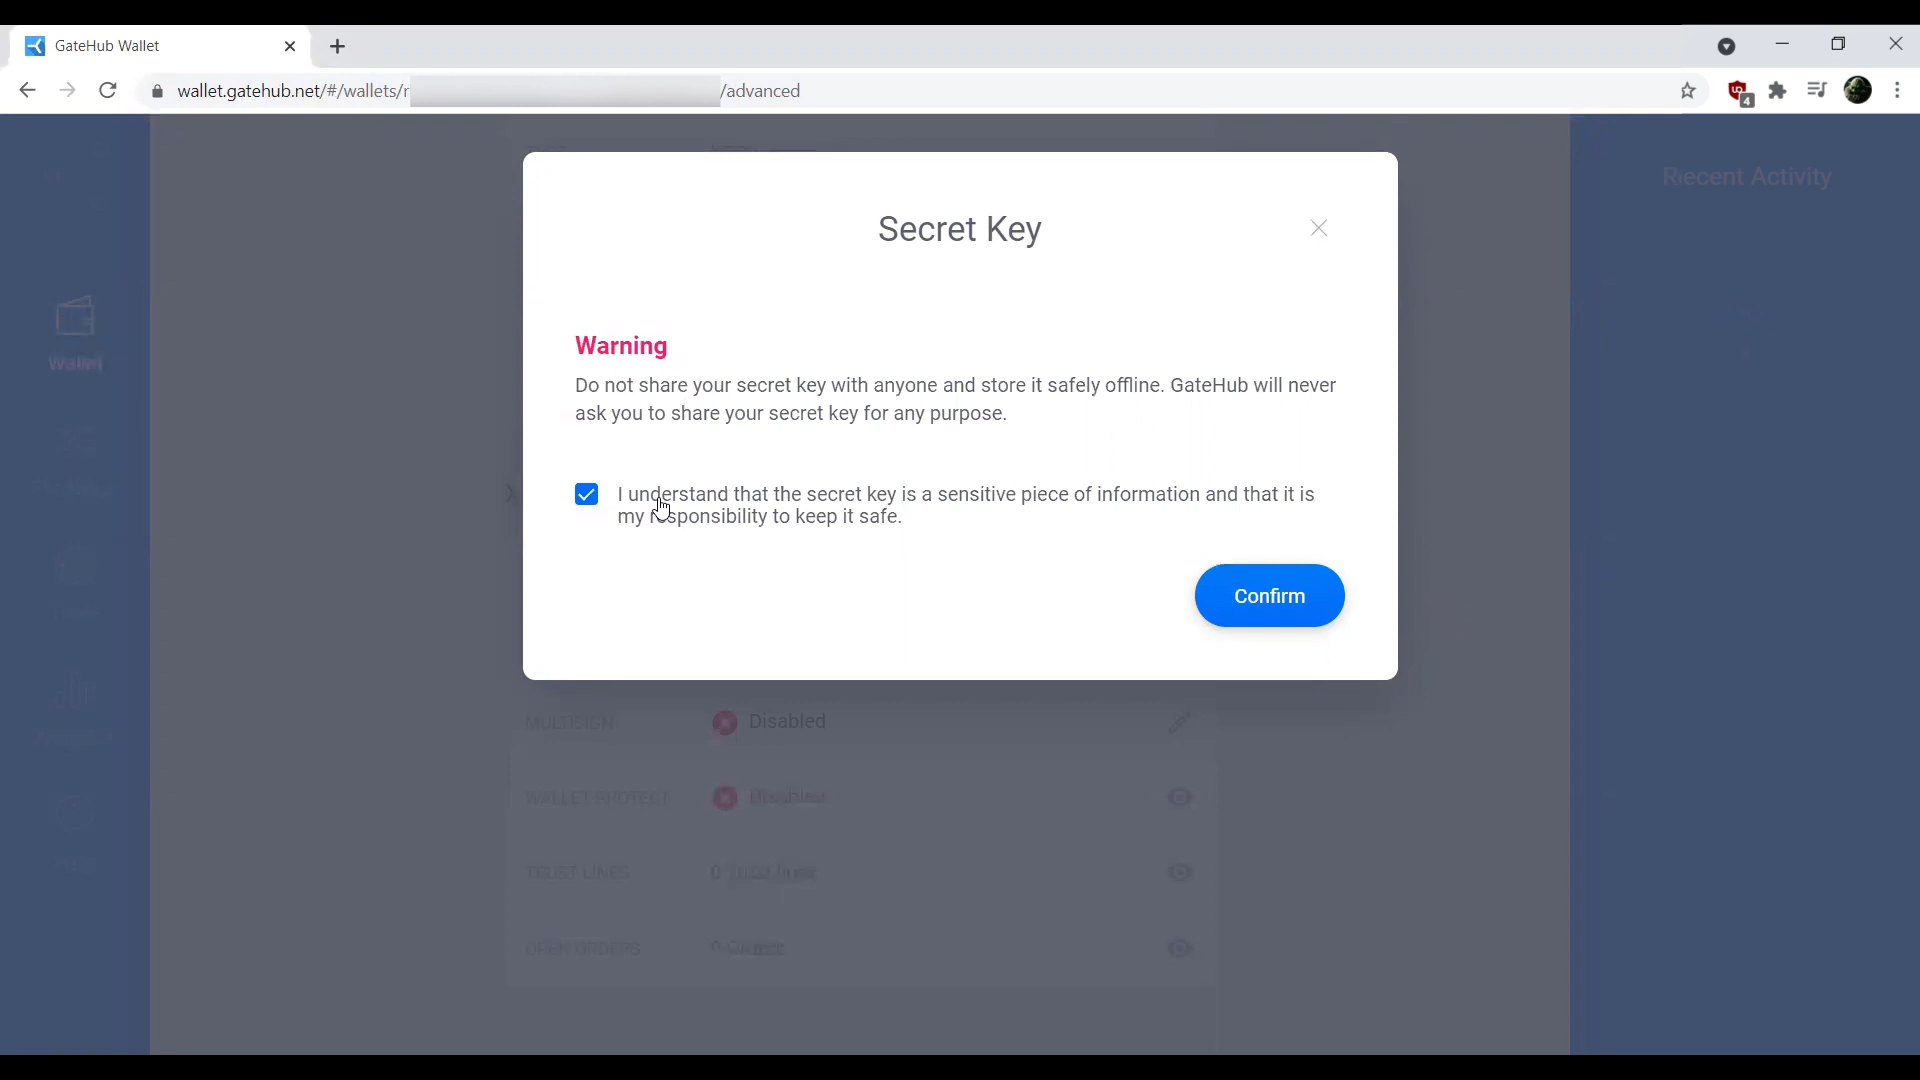 GateHub Wallet
wallet.gatehub.net/#/wallets/r /advanced
4
Recent Activity
Secret Key
Warning
Do not share your secret key with anyone and store it safely offline. GateHub will never
ask you to share your secret key for any purpose.
I understand that the secret key is a sensitive piece of information and that it is
my responsibility to keep it safe.
Confirm
Wallet
MULTISIGN Disabled
WALLET PROTECT
TRUST LINES
OPEN ORDERS